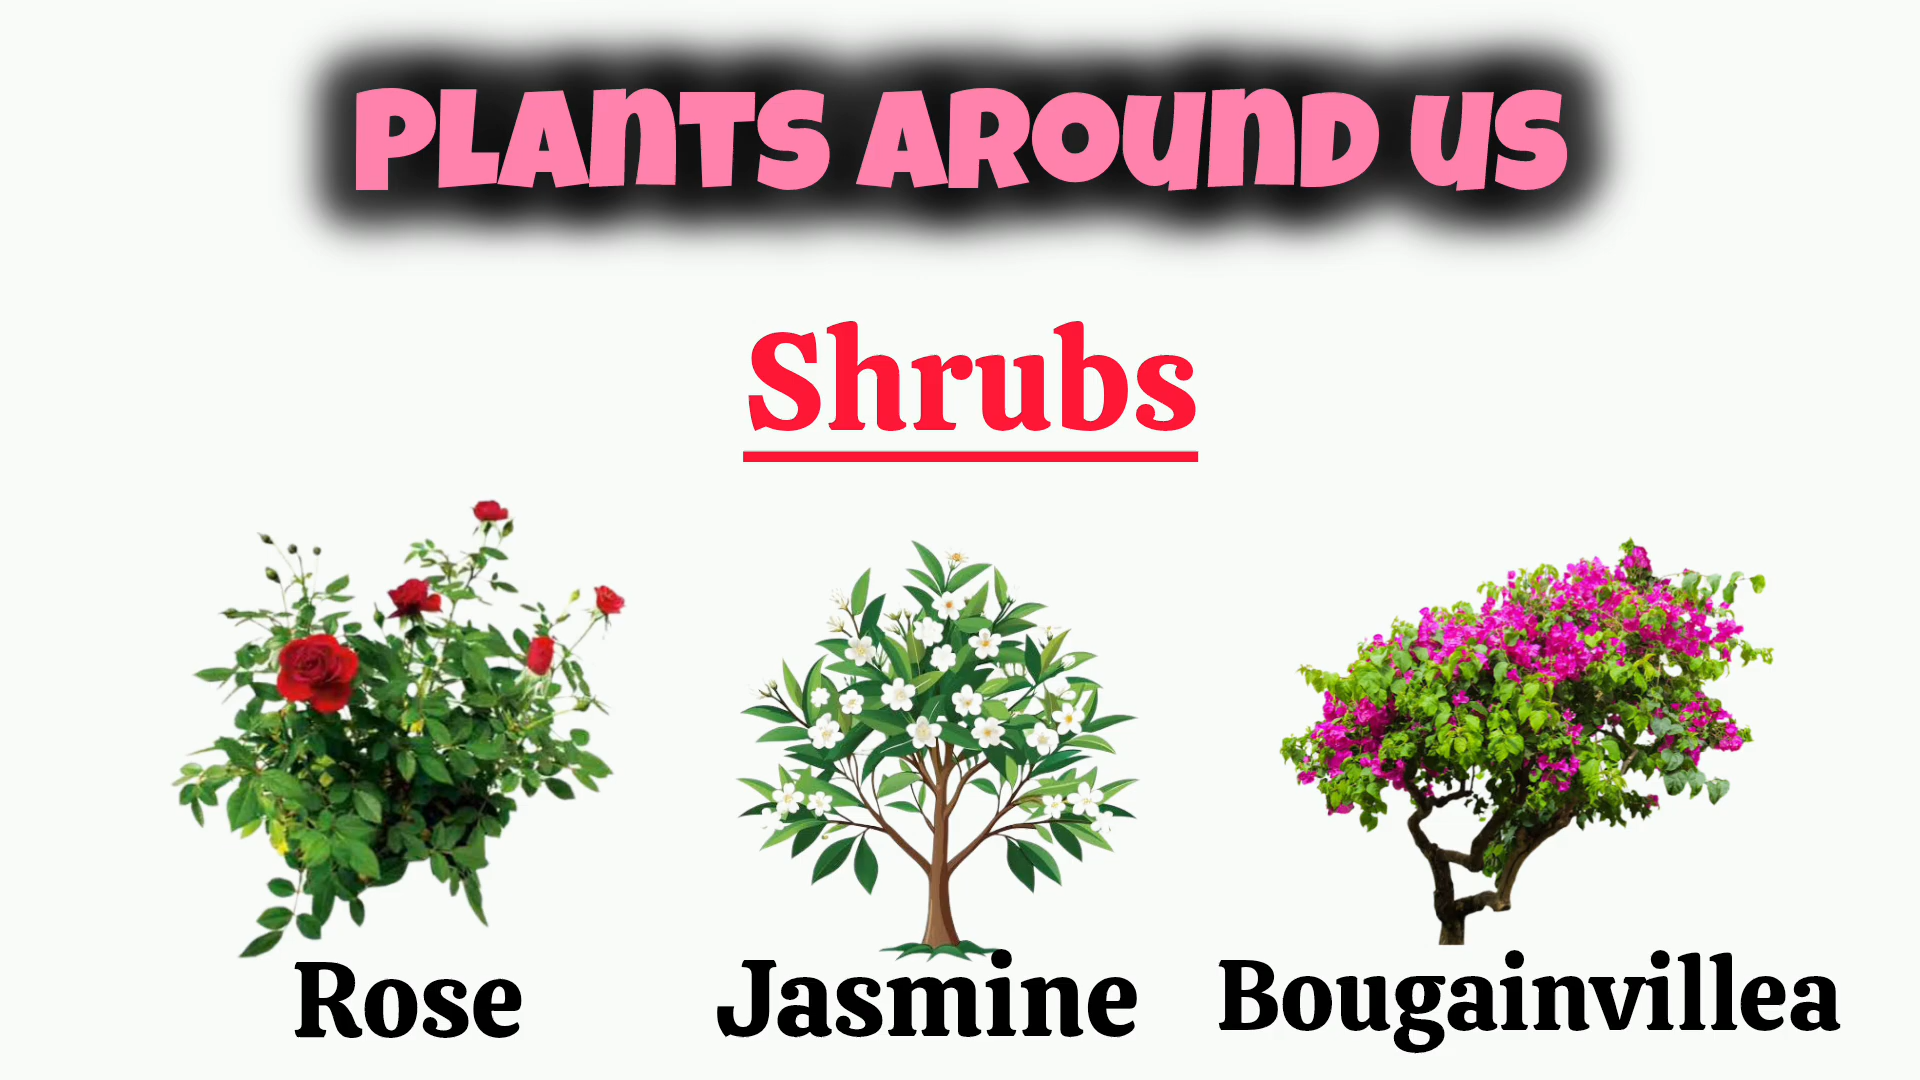 PLANTS AROUND US
Shrubs
Rose
Jasmine
Bougainvillea